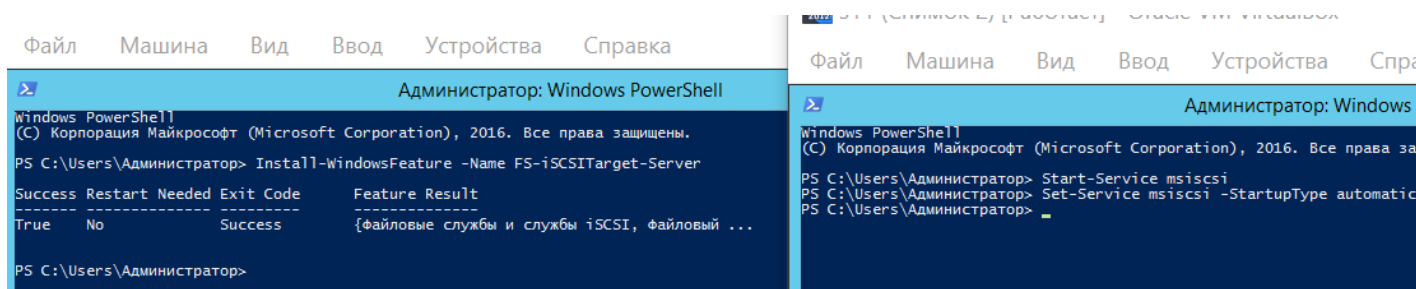 Файл Машина Вид Ввод Устройства Справка
Администратор: Windows PowerShell
Windows PowerShell
(C) Корпорация Майкрософт (Microsoft Corporation), 2016. Все права защищены.
PS C:\Users\Администратор> Install-WindowsFeature -Name FS-iSCSITarget-Server
Success Restart Needed Exit Code Feature Result
------- -------------- --------- --------------
True No Success {Файловые службы и службы iSCSI, Файловый ...
PS C:\Users\Администратор>
Oracle VM VirtualBox
Файл Машина Вид Ввод Устройства Спра
Администратор: Windows
Windows PowerShell
(C) Корпорация Майкрософт (Microsoft Corporation), 2016. Все права за
PS C:\Users\Администратор> Start-Service msiscsi
PS C:\Users\Администратор> Set-Service msiscsi -StartupType automatic
PS C:\Users\Администратор>